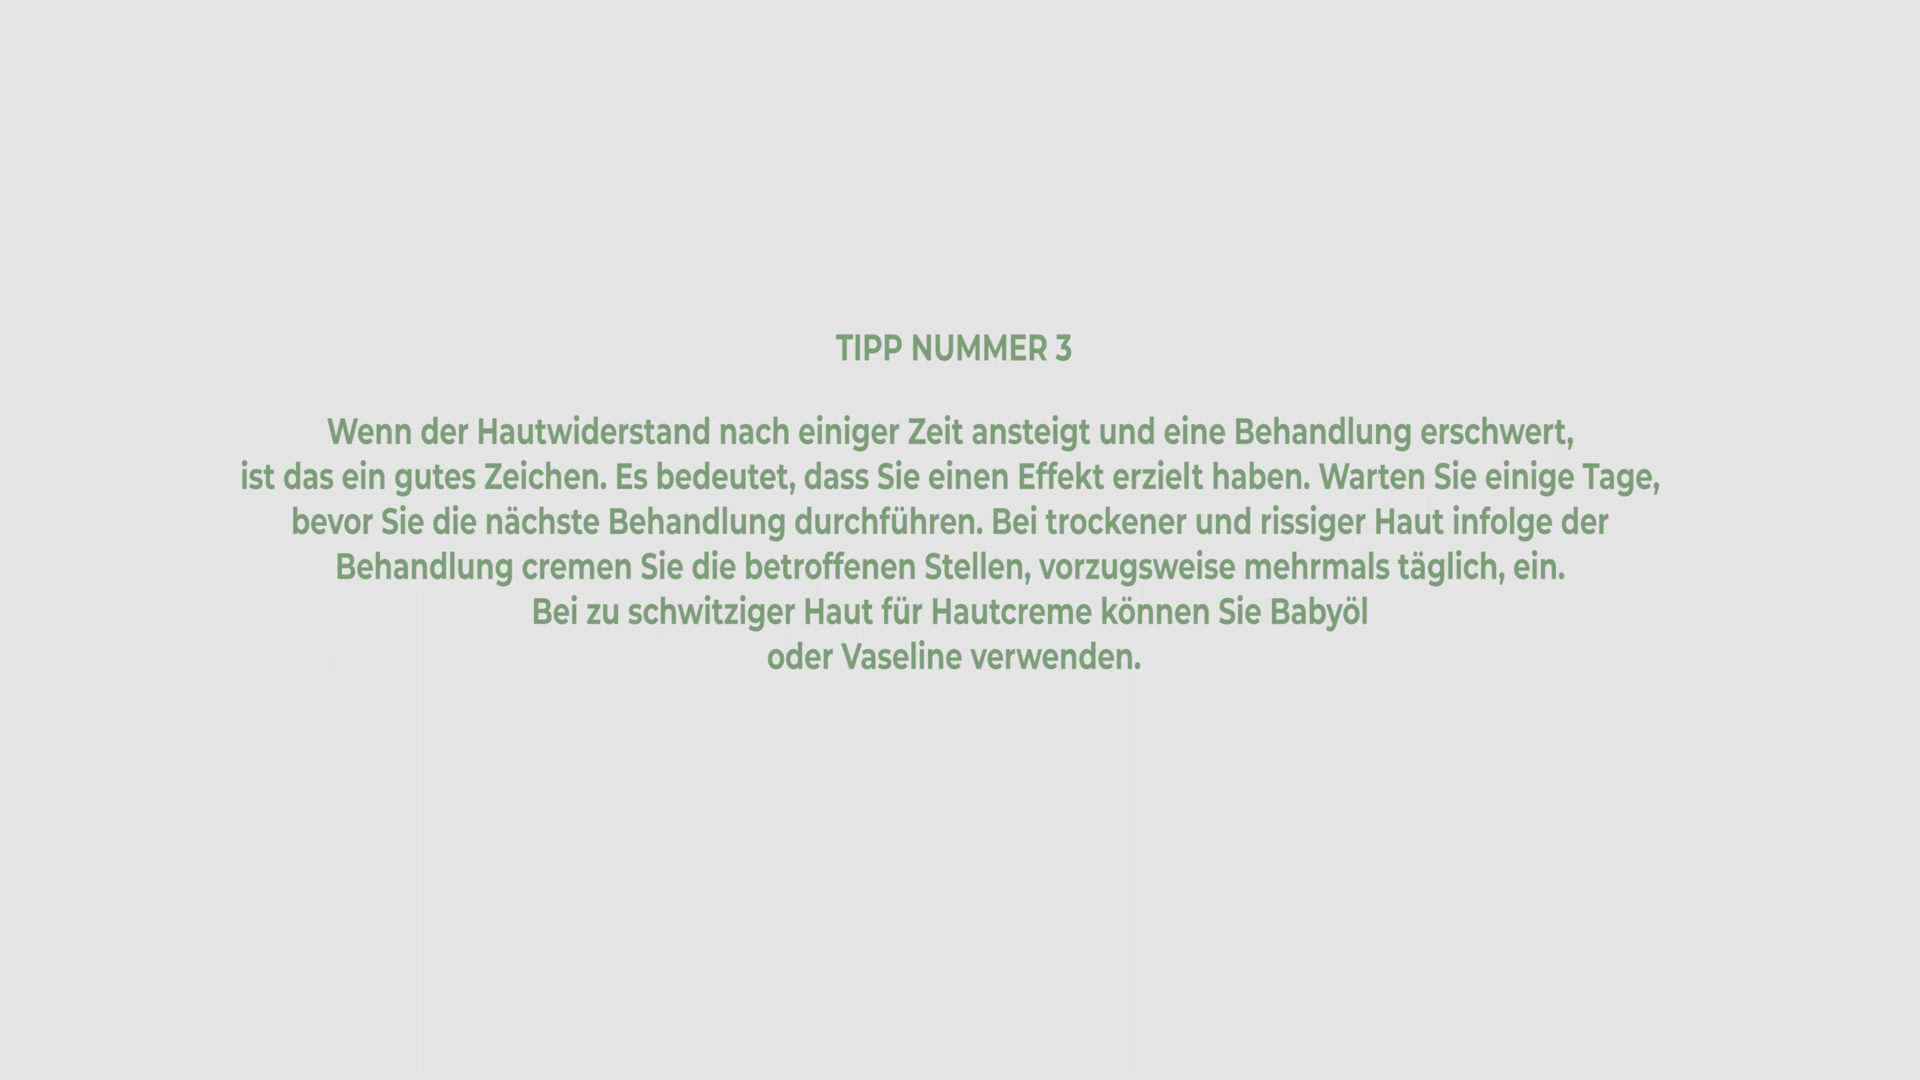 TIPP NUMMER 3
Wenn der Hautwiderstand nach einiger Zeit ansteigt und eine Behandlung erschwert,
ist das ein gutes Zeichen. Es bedeutet, dass Sie einen Effekt erzielt haben. Warten Sie einige Tage,
bevor Sie die nächste Behandlung durchführen. Bei trockener und rissiger Haut infolge der
Behandlung cremen Sie die betroffenen Stellen, vorzugsweise mehrmals täglich, ein.
Bei zu schwitziger Haut für Hautcreme können Sie Babyöl
oder Vaseline verwenden.